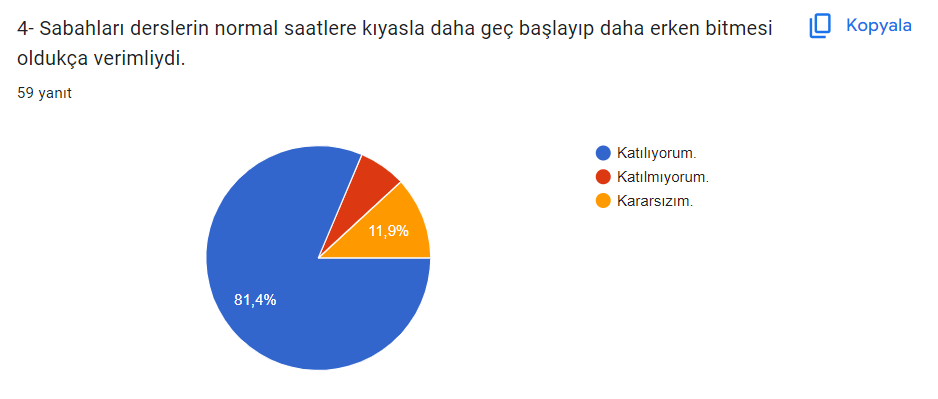 4- Sabahları derslerin normal saatlere kıyasla daha geç başlayıp daha erken bitmesi
oldukça verimliydi.
Kopyala
59 yanıt
Katılıyorum.
Katılmıyorum.
Kararsızım.
11,9%
81,4%